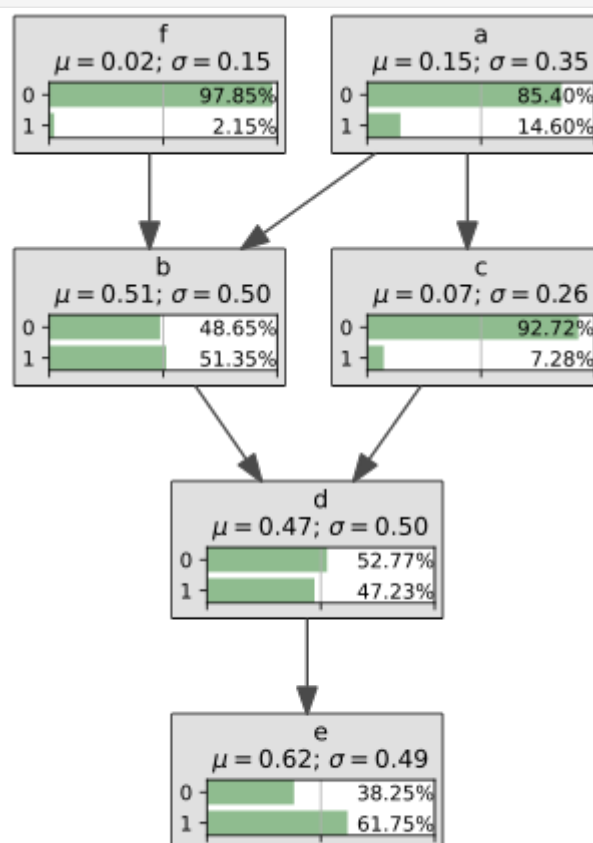 f
μ = 0.02; σ = 0.15
0 97.85%
1 2.15%
a
μ = 0.15; σ = 0.35
0 85.40%
1 14.60%
b
μ = 0.51; σ = 0.50
0 48.65%
1 51.35%
c
μ = 0.07; σ = 0.26
0 92.72%
1 7.28%
d
μ = 0.47; σ = 0.50
0 52.77%
1 47.23%
e
μ = 0.62; σ = 0.49
0 38.25%
1 61.75%